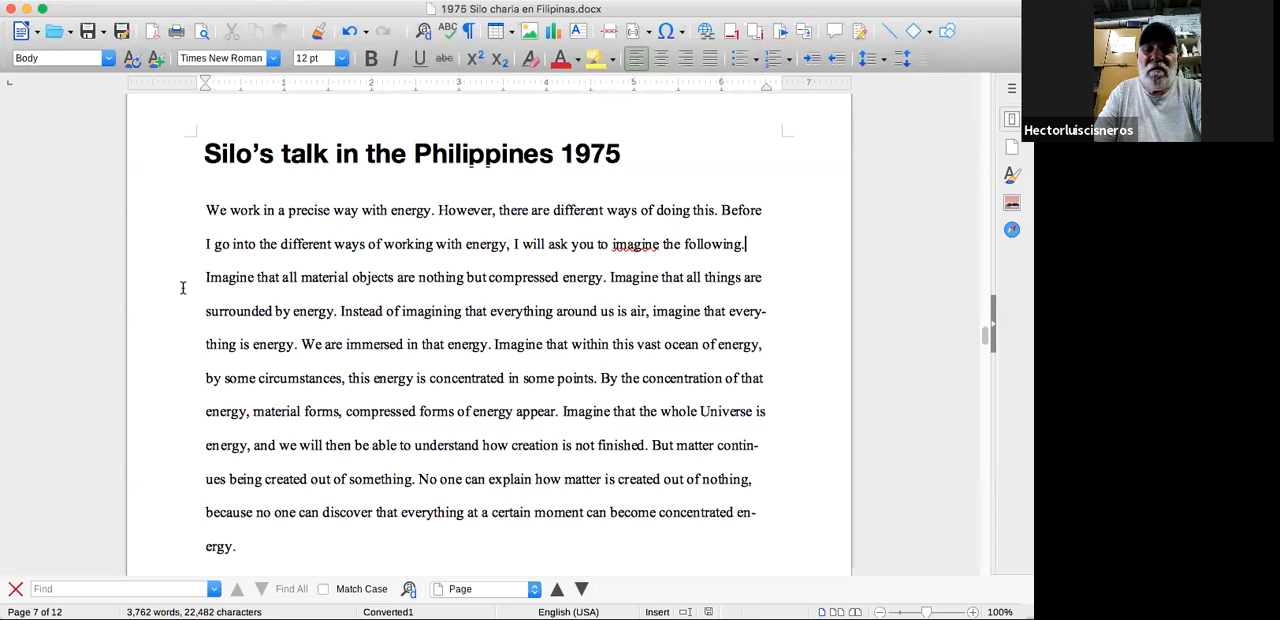 1975 Silo charla en Filipinas.docx
Body
Times New Roman
12 pt
1
2
3
4
5
6
7
Hectorluiscisneros
Silo's talk in the Philippines 1975
We work in a precise way with energy. However, there are different ways of doing this. Before
I go into the different ways of working with energy, I will ask you to imagine the following.
Imagine that all material objects are nothing but compressed energy. Imagine that all things are
surrounded by energy. Instead of imagining that everything around us is air, imagine that every-
thing is energy. We are immersed in that energy. Imagine that within this vast ocean of energy,
by some circumstances, this energy is concentrated in some points. By the concentration of that
energy, material forms, compressed forms of energy appear. Imagine that the whole Universe is
energy, and we will then be able to understand how creation is not finished. But matter contin-
ues being created out of something. No one can explain how matter is created out of nothing,
because no one can discover that everything at a certain moment can become concentrated en-
ergy.
Find
Find All
Match Case
Page
Page 7 of 12
3,762 words, 22,482 characters
Converted1
English (USA)
Insert
100%